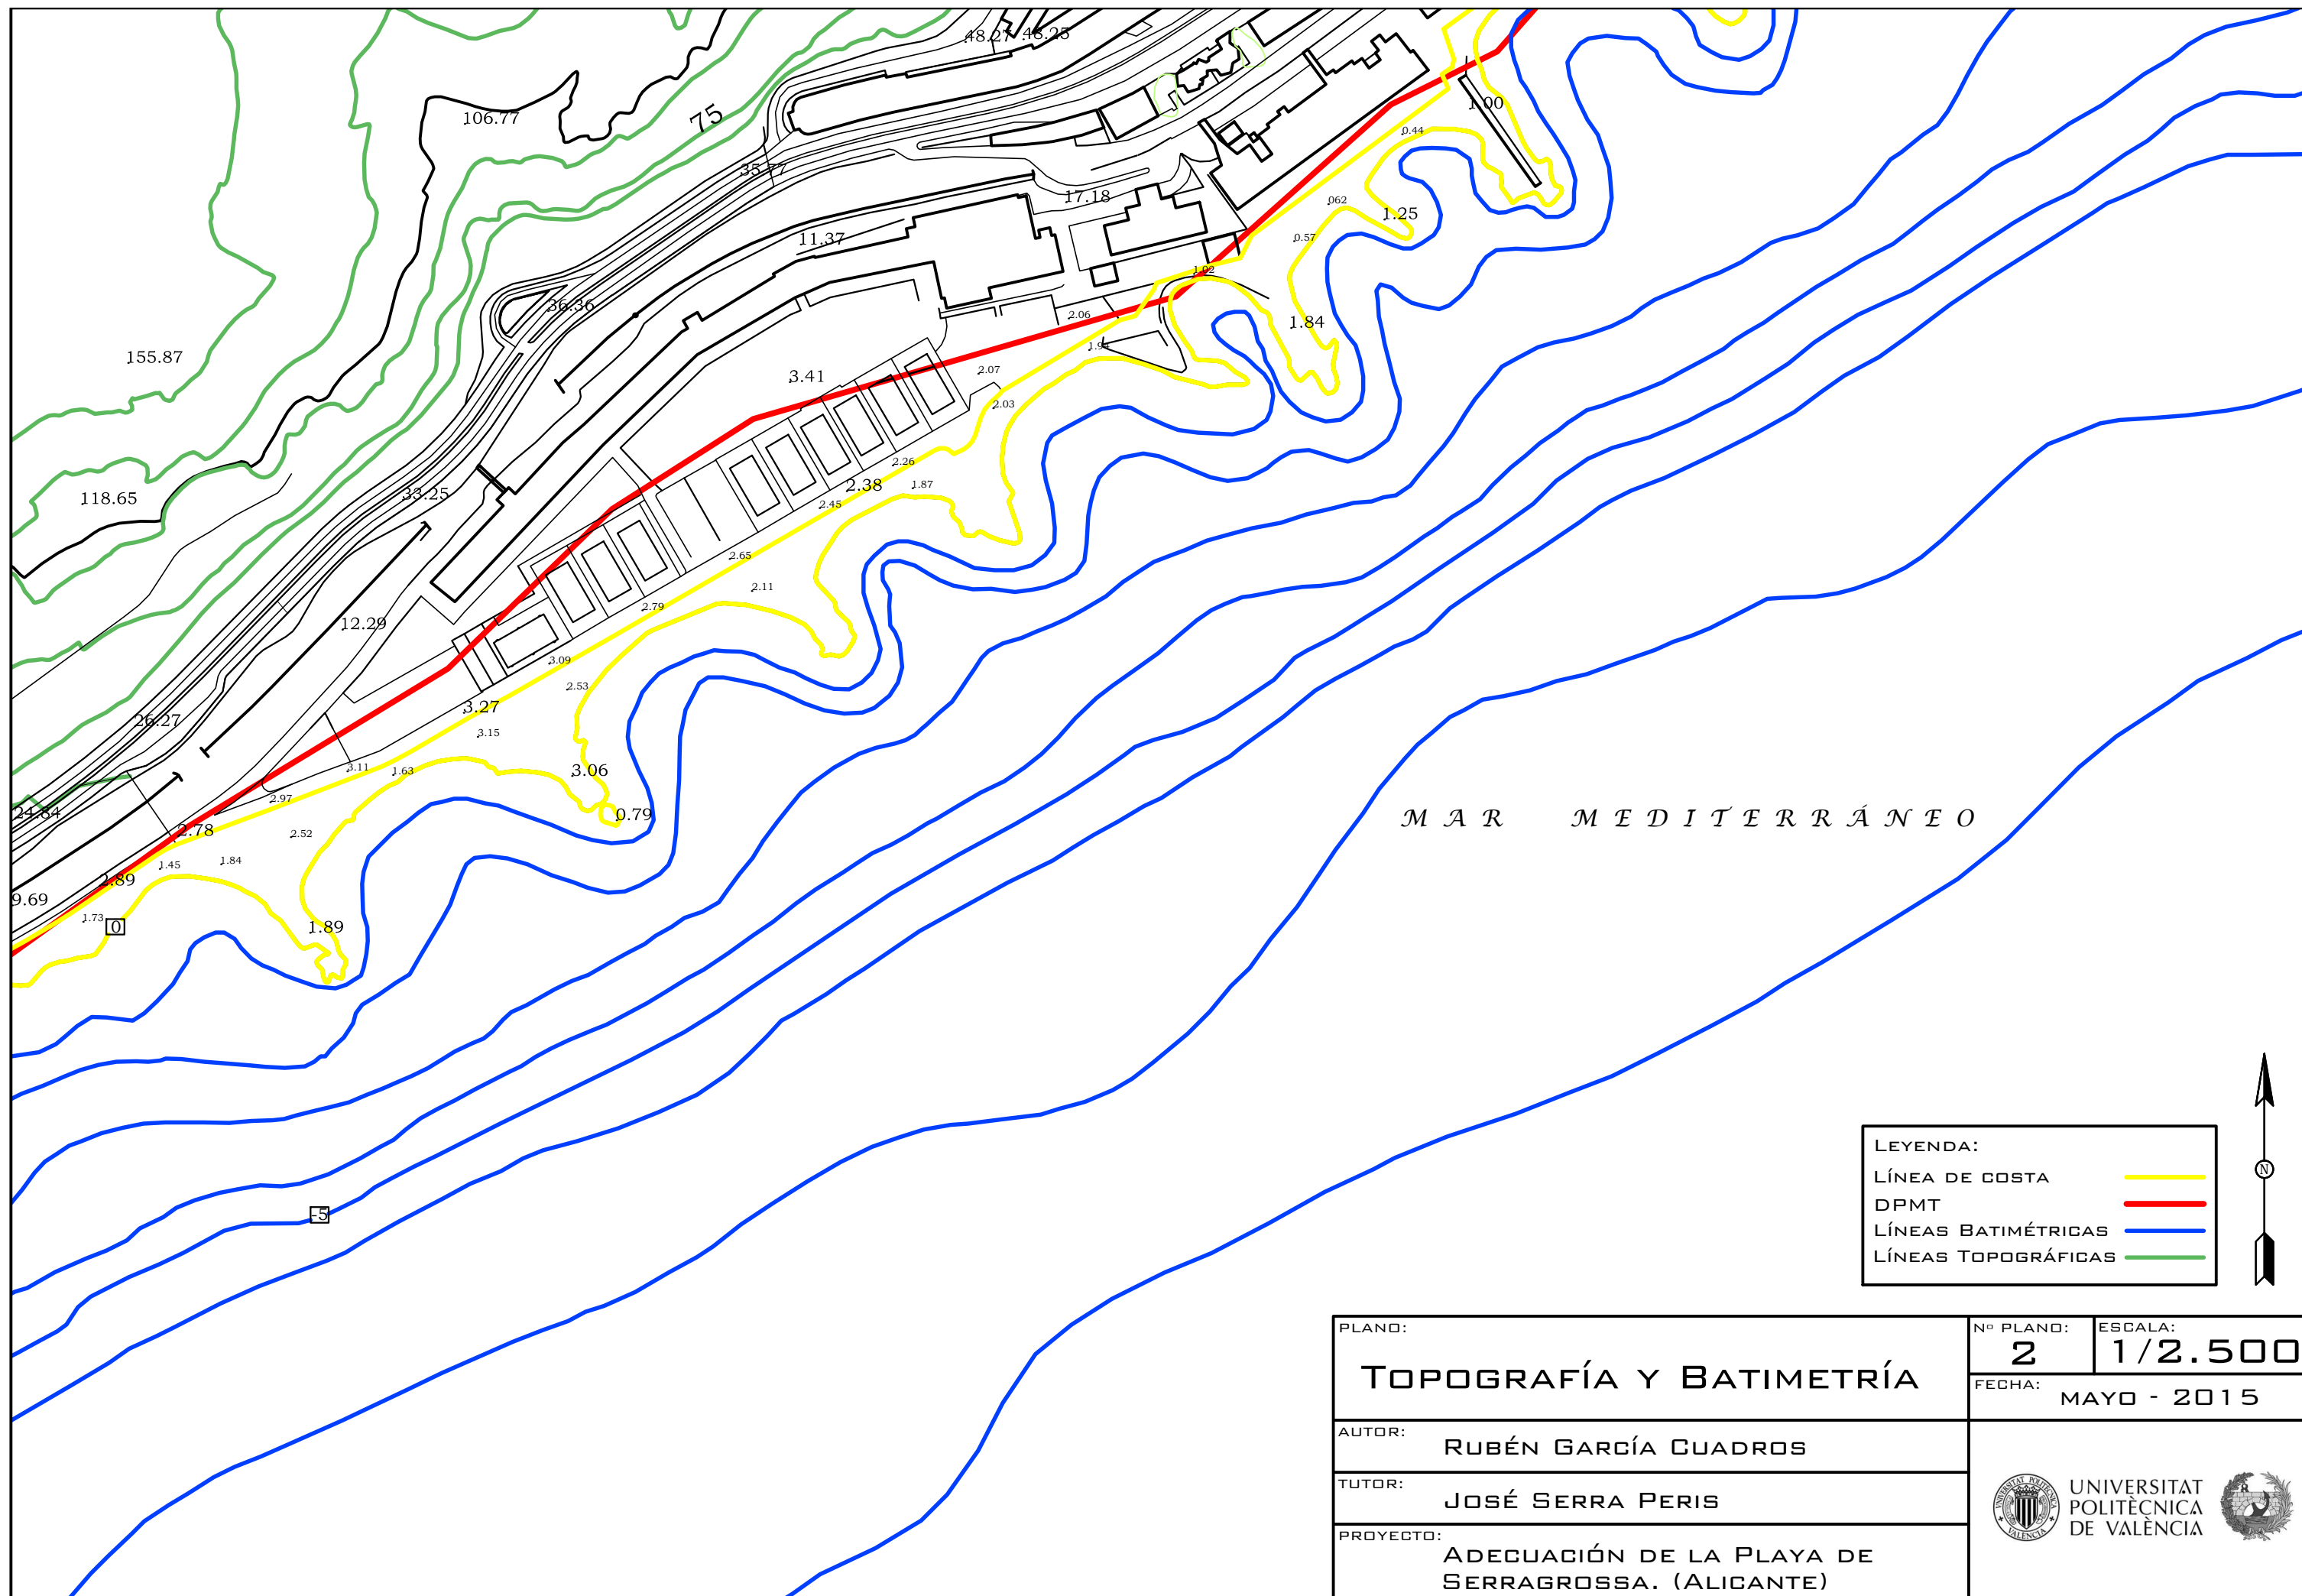 48.27 48.25
106.77
75
1.00
0.44
35.77
17.18
062
1.25
11.37
0.57
1.02
36.36
2.06
1.84
155.87
3.41
2.07
2.03
2.26
118.65
33.25
2.38
1.87
2.45
2.65
2.11
2.79
12.29
3.09
2.53
3.27
26.27
3.15
3.11
1.63
3.06
2.97
24.84
0.79
2.78
2.52
MAR MEDITERRÁNEO
1.45
1.84
2.89
9.69
1.73
0
1.89
-5
N
LEYENDA:
LÍNEA DE COSTA
DPMT
LÍNEAS BATIMÉTRICAS
LÍNEAS TOPOGRÁFICAS
PLANO:
TOPOGRAFÍA Y BATIMETRÍA
Nº PLANO:
2
ESCALA:
1/2.500
FECHA:
MAYO - 2015
AUTOR:
RUBÉN GARCÍA CUADROS
TUTOR:
JOSÉ SERRA PERIS
PROYECTO:
ADECUACIÓN DE LA PLAYA DE
SERRAGROSSA. (ALICANTE)
UNIVERSITAT
POLITÈCNICA
DE VALÈNCIA